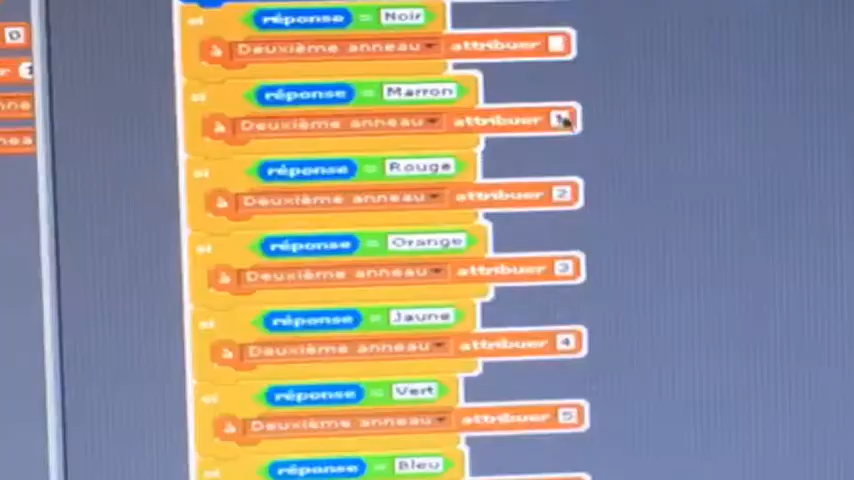 si réponse = Noir
à Deuxième anneau attribuer
si réponse = Marron
à Deuxième anneau attribuer 1
si réponse = Rouge
à Deuxième anneau attribuer 2
si réponse = Orange
à Deuxième anneau attribuer 3
si réponse = Jaune
à Deuxième anneau attribuer 4
si réponse = Vert
à Deuxième anneau attribuer 5
si réponse = Bleu
0